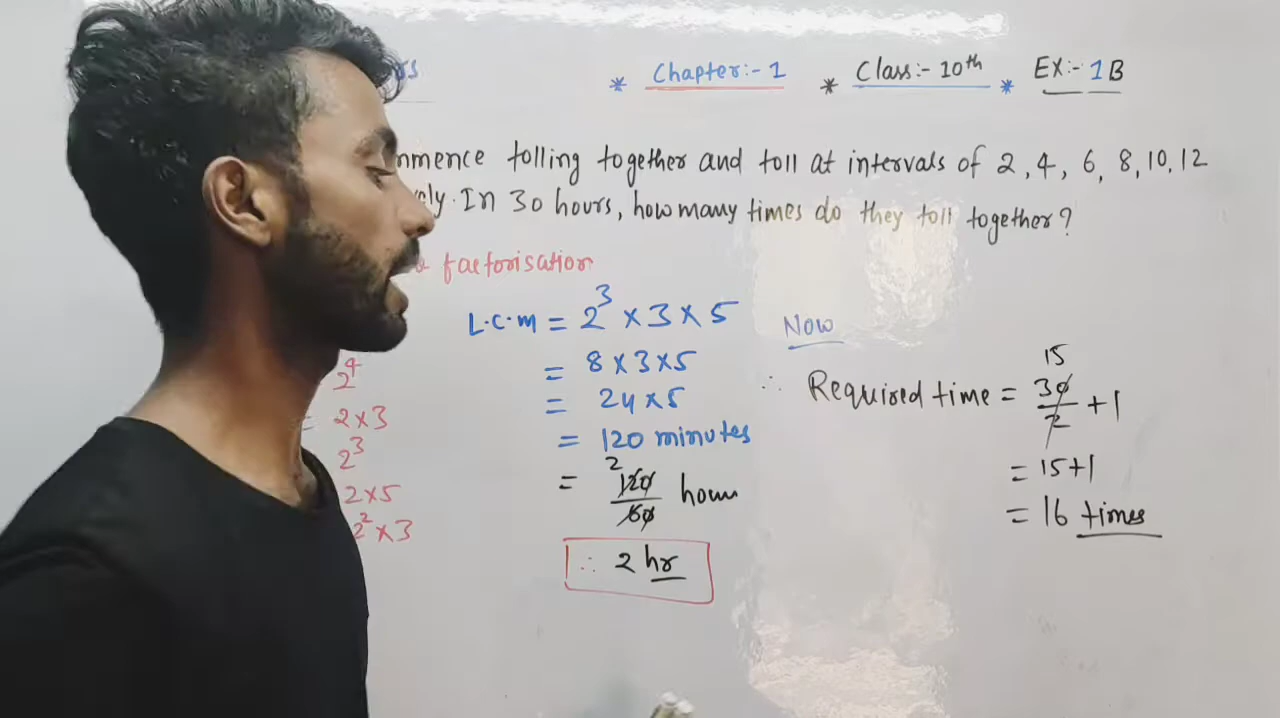 * Chapter:- 1 * Class:- 10th * EX:- 1B
tolling together and toll at intervals of 2, 4, 6, 8, 10, 12
In 30 hours, how many times do they toll together?
factorisation
L.C.M = 2³ × 3 × 5
= 8 × 3 × 5
= 24 × 5
= 120 minutes
= 120/60 hour 2
∴ 2 hr
2⁴
= 2 × 3
2³
2 × 5
2² × 3
Now
∴ Required time = 30/2 + 1 15
= 15+1
= 16 times